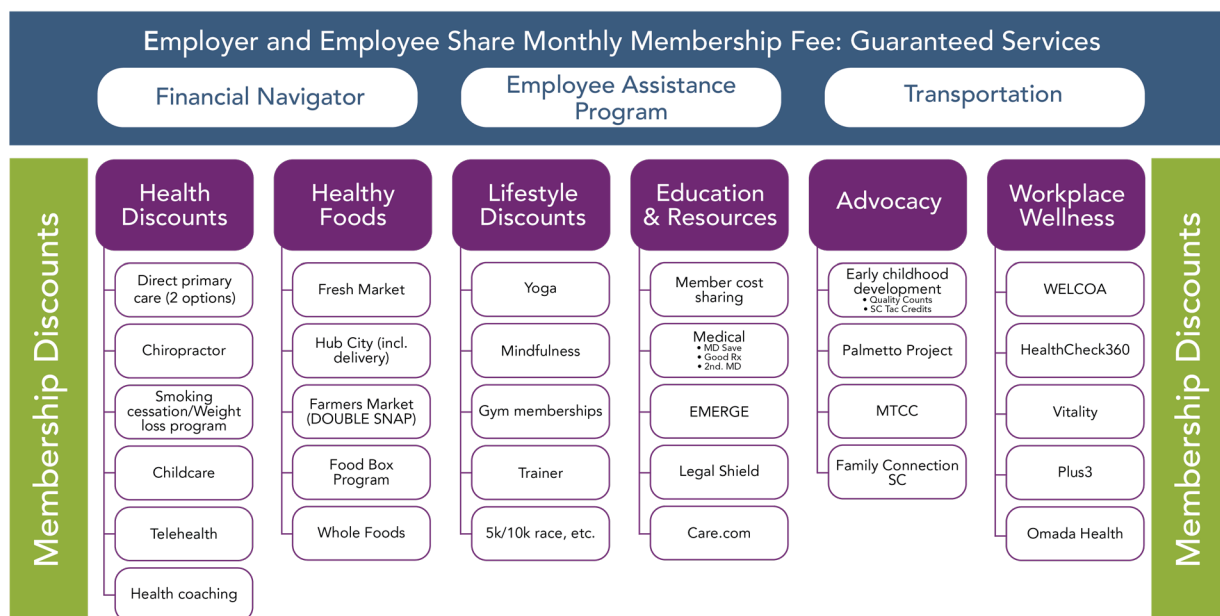 Employer and Employee Share Monthly Membership Fee: Guaranteed Services
Financial Navigator
Employee Assistance
Program
Transportation
Membership Discounts
Health
Discounts
Direct primary
care (2 options)
Chiropractor
Smoking
cessation/Weight
loss program
Childcare
Telehealth
Health coaching
Healthy
Foods
Fresh Market
Hub City (incl.
delivery)
Farmers Market
(DOUBLE SNAP)
Food Box
Program
Whole Foods
Lifestyle
Discounts
Yoga
Mindfulness
Gym memberships
Trainer
5k/10k race, etc.
Education
& Resources
Member cost
sharing
Medical
• MD Save
• Good Rx
• 2nd. MD
EMERGE
Legal Shield
Care.com
Advocacy
Early childhood
development
• Quality Counts
• SC Tac Credits
Palmetto Project
MTCC
Family Connection
SC
Workplace
Wellness
WELCOA
HealthCheck360
Vitality
Plus3
Omada Health
Membership Discounts